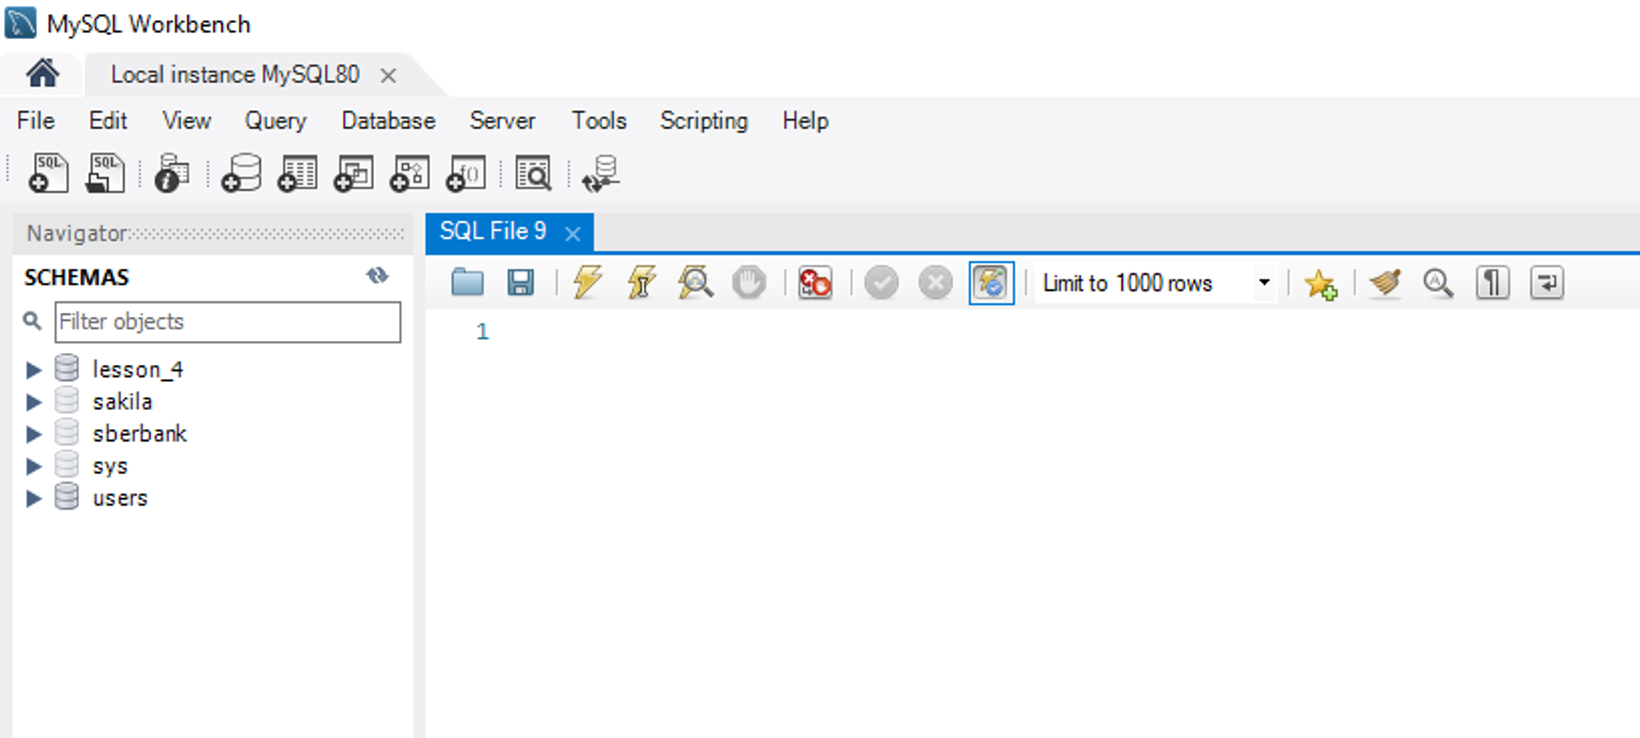 MySQL Workbench
Local instance MySQL80
File Edit View Query Database Server Tools Scripting Help
SQL SQL f()
Navigator
SQL File 9
SCHEMAS
Limit to 1000 rows
Filter objects
1
lesson_4
sakila
sberbank
sys
users